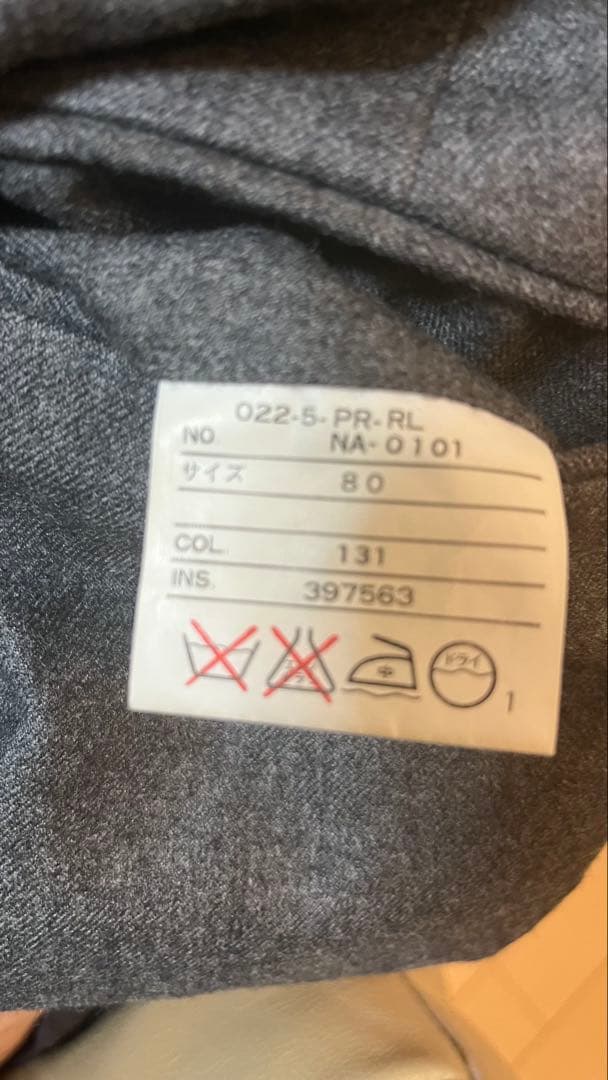 022-5-PR-RL
NO NA-0101
サイズ 80
COL. 131
INS. 397563
中 ドライ
1